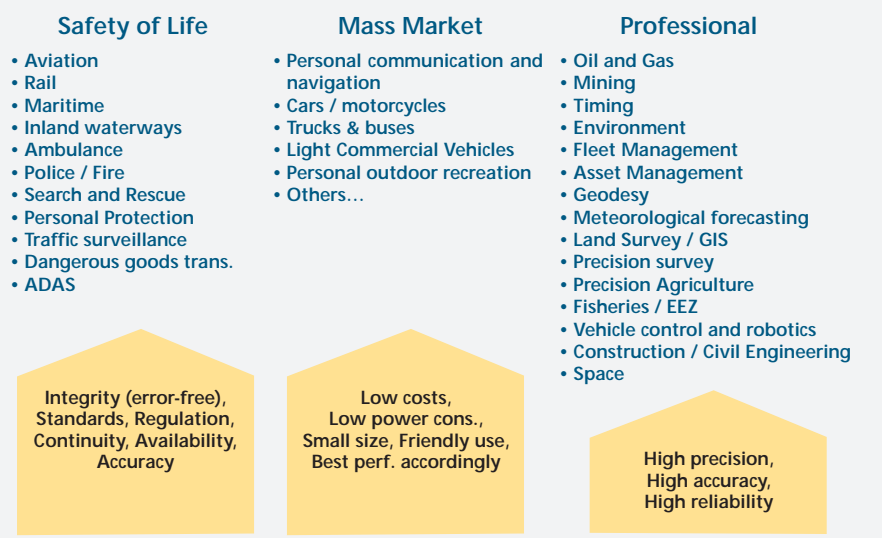 Safety of Life
• Aviation
• Rail
• Maritime
• Inland waterways
• Ambulance
• Police / Fire
• Search and Rescue
• Personal Protection
• Traffic surveillance
• Dangerous goods trans.
• ADAS
Integrity (error-free),
Standards, Regulation,
Continuity, Availability,
Accuracy
Mass Market
• Personal communication and
navigation
• Cars / motorcycles
• Trucks & buses
• Light Commercial Vehicles
• Personal outdoor recreation
• Others…
Low costs,
Low power cons.,
Small size, Friendly use,
Best perf. accordingly
Professional
• Oil and Gas
• Mining
• Timing
• Environment
• Fleet Management
• Asset Management
• Geodesy
• Meteorological forecasting
• Land Survey / GIS
• Precision survey
• Precision Agriculture
• Fisheries / EEZ
• Vehicle control and robotics
• Construction / Civil Engineering
• Space
High precision,
High accuracy,
High reliability